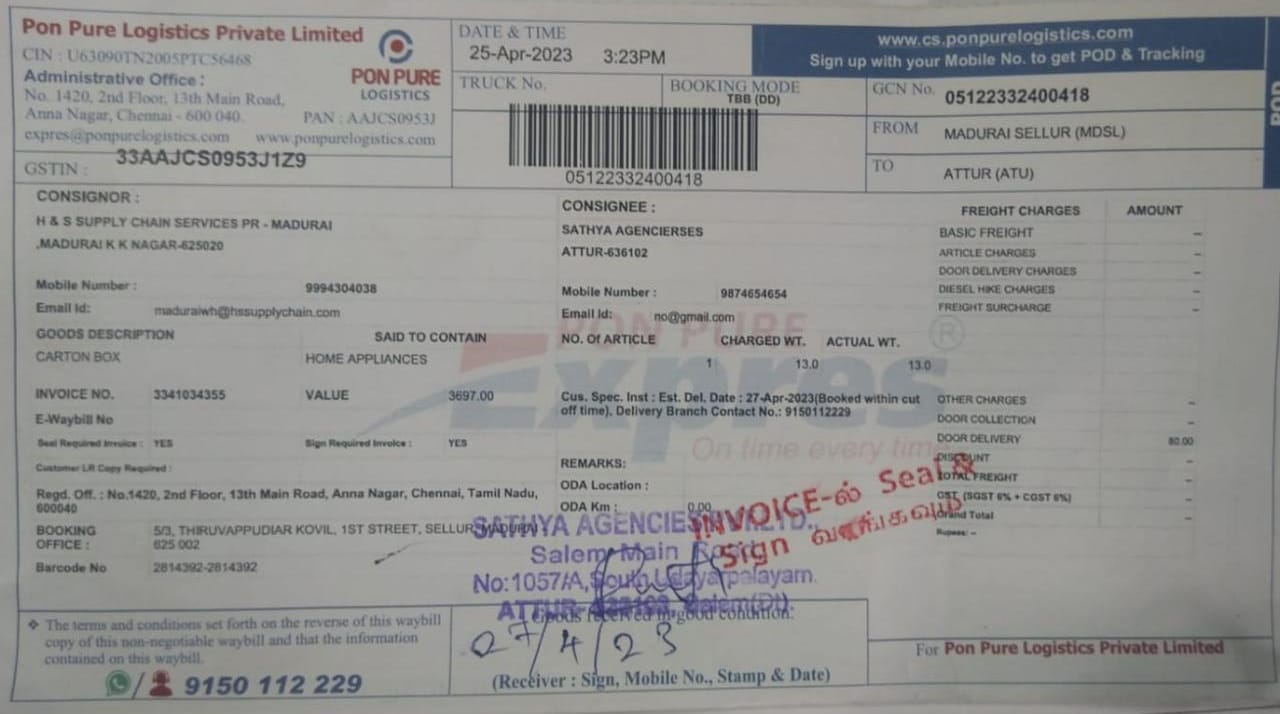 Pon Pure Logistics Private Limited
CIN : U63090TN2005PTC56468
Administrative Office :
No. 1420, 2nd Floor, 13th Main Road,
Anna Nagar, Chennai - 600 040.
PAN : AAJCS0953J
expres@ponpurelogistics.com www.ponpurelogistics.com
PON PURE
LOGISTICS
GSTIN : 33AAJCS0953J1Z9
DATE & TIME
25-Apr-2023 3:23PM
TRUCK No.
BOOKING MODE
TBB (DD)
05122332400418
www.cs.ponpurelogistics.com
Sign up with your Mobile No. to get POD & Tracking
GCN No. 05122332400418
FROM MADURAI SELLUR (MDSL)
TO ATTUR (ATU)
POD
CONSIGNOR :
H & S SUPPLY CHAIN SERVICES PR - MADURAI
,MADURAI K K NAGAR-625020
Mobile Number : 9994304038
Email Id: maduraiwh@hssupplychain.com
GOODS DESCRIPTION SAID TO CONTAIN
CARTON BOX HOME APPLIANCES
INVOICE NO. 3341034355 VALUE 3697.00
E-Waybill No
Seal Required Invoice : YES Sign Required Invoice : YES
Customer LR Copy Required :
Regd. Off. : No.1420, 2nd Floor, 13th Main Road, Anna Nagar, Chennai, Tamil Nadu,
600040
BOOKING 5/3, THIRUVAPPUDIAR KOVIL, 1ST STREET, SELLUR, MADURAI
OFFICE : 625 002
Barcode No 2814392-2814392
CONSIGNEE :
SATHYA AGENCIERSES
ATTUR-636102
Mobile Number : 9874654654
Email Id: no@gmail.com
NO. Of ARTICLE CHARGED WT. ACTUAL WT.
1 13.0 13.0
Cus. Spec. Inst : Est. Del. Date : 27-Apr-2023(Booked within cut
off time). Delivery Branch Contact No.: 9150112229
REMARKS:
ODA Location :
ODA Km : 0.00
PON PURE
Expres
®
On time every time
FREIGHT CHARGES AMOUNT
BASIC FREIGHT –
ARTICLE CHARGES –
DOOR DELIVERY CHARGES –
DIESEL HIKE CHARGES –
FREIGHT SURCHARGE –
OTHER CHARGES –
DOOR COLLECTION –
DOOR DELIVERY 80.00
DISCOUNT –
TOTAL FREIGHT –
GST (SGST 6% + CGST 6%) –
Grand Total –
Rupees: –
INVOICE-ல் Seal &
Sign வழங்கவும்
SATHYA AGENCIES PVT LTD.,
Salem Main Road,
No:1057/A, South Udayarpalayam.
ATTUR-636102, Salem(Dt).
Goods received in good condition.
27/4/23
(Receiver : Sign, Mobile No., Stamp & Date)
❖ The terms and conditions set forth on the reverse of this waybill
copy of this non-negotiable waybill and that the information
contained on this waybill.
/ 9150 112 229
For Pon Pure Logistics Private Limited